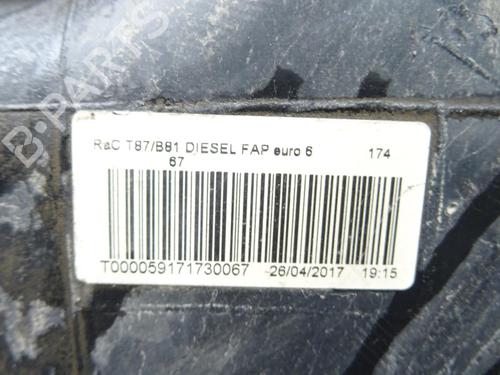 RaC T87/B81 DIESEL FAP euro 6 174
67
T000059171730067 26/04/2017 19:15
B-PARTS